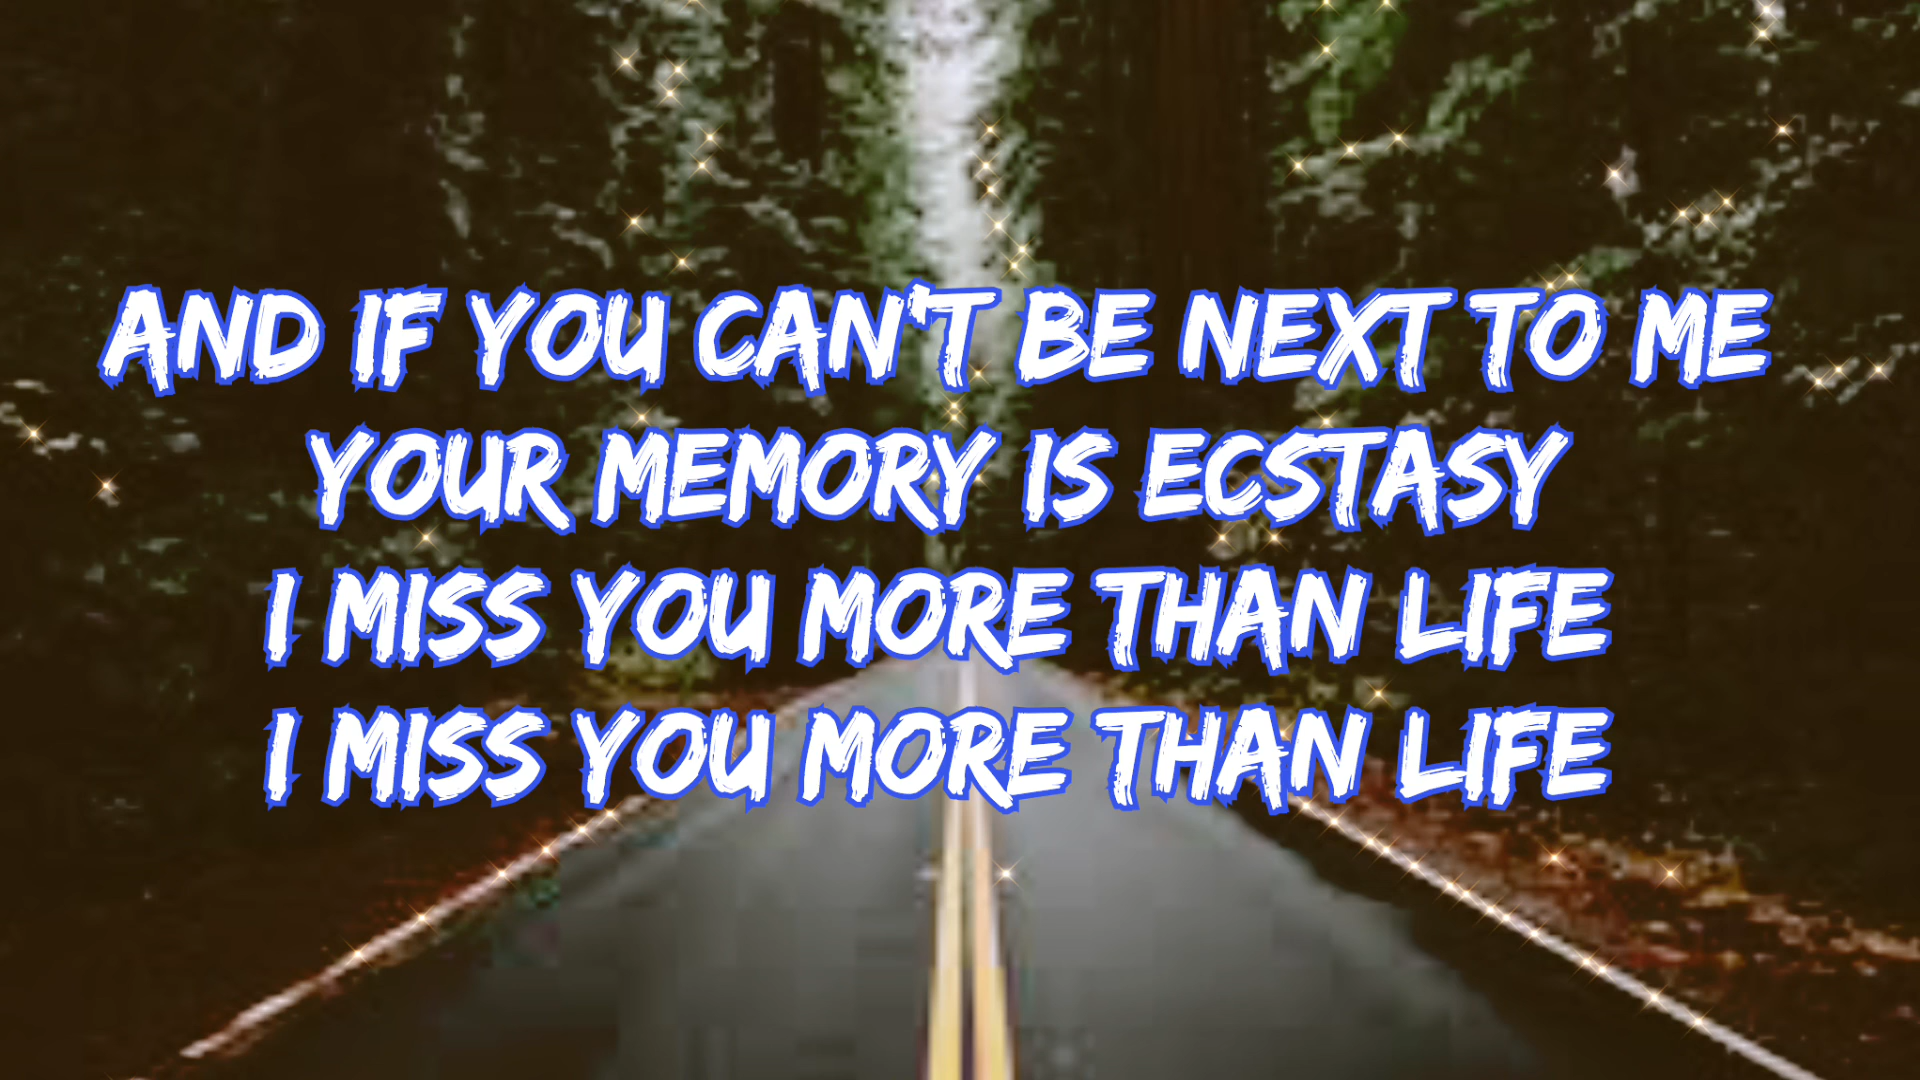 AND IF YOU CAN'T BE NEXT TO ME
YOUR MEMORY IS ECSTASY
I MISS YOU MORE THAN LIFE
I MISS YOU MORE THAN LIFE